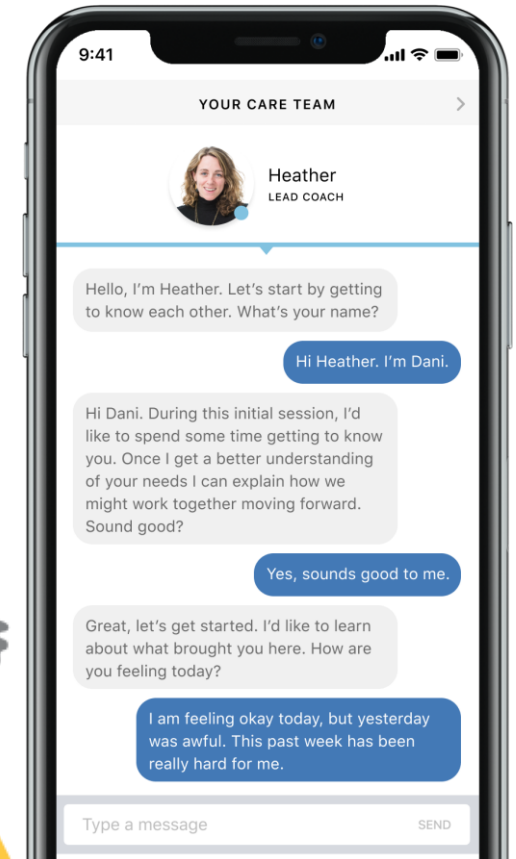 9:41
YOUR CARE TEAM
Heather
LEAD COACH
Hello, I’m Heather. Let’s start by getting
to know each other. What’s your name?
Hi Heather. I’m Dani.
Hi Dani. During this initial session, I’d
like to spend some time getting to know
you. Once I get a better understanding
of your needs I can explain how we
might work together moving forward.
Sound good?
Yes, sounds good to me.
Great, let’s get started. I’d like to learn
about what brought you here. How are
you feeling today?
I am feeling okay today, but yesterday
was awful. This past week has been
really hard for me.
Type a message
SEND